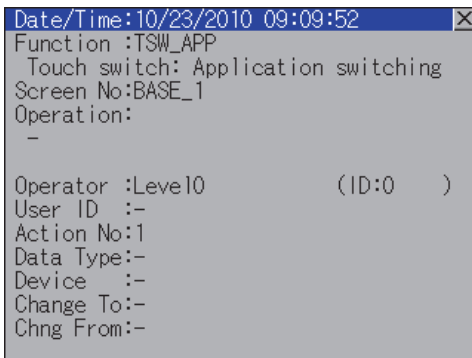 Date/Time:10/23/2010 09:09:52
Function :TSW_APP
Touch switch: Application switching
Screen No:BASE_1
Operation:
-
Operator :Level0 (ID:0 )
User ID :-
Action No:1
Data Type:-
Device :-
Change To:-
Chng From:-